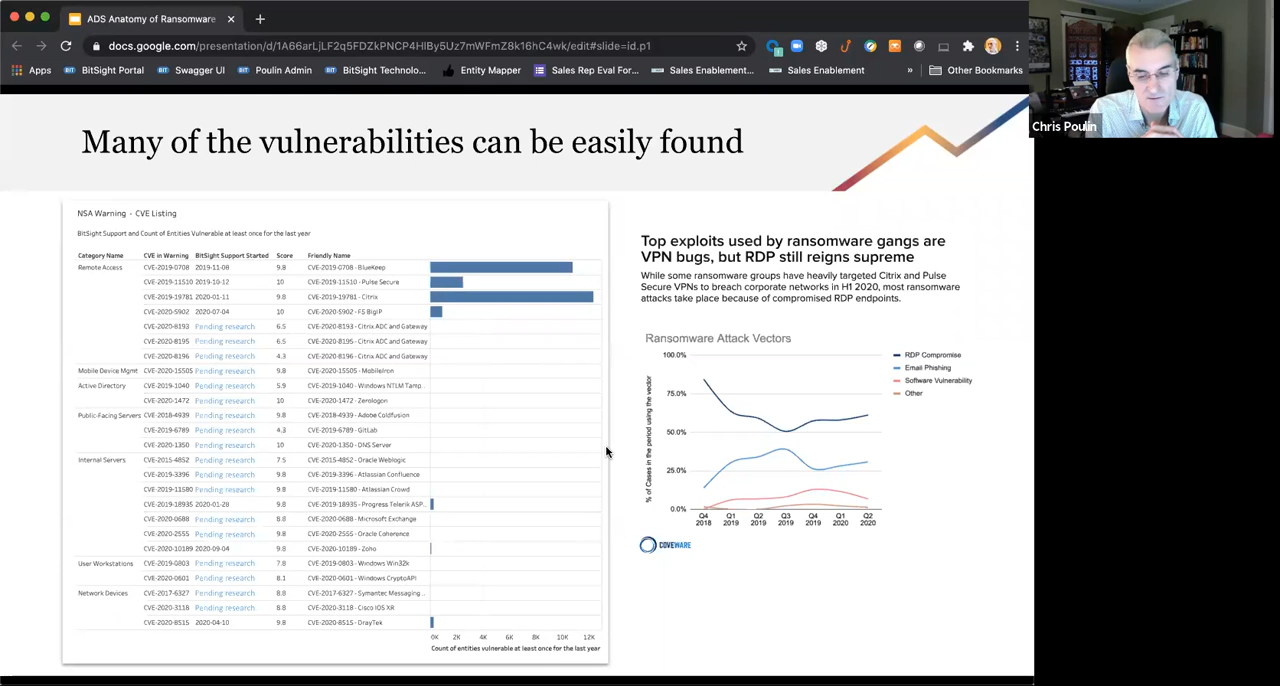 ADS Anatomy of Ransomware
docs.google.com/presentation/d/1A66arLjLF2q5FDZkPNCP4HlBy5Uz7mWFmZ8k16hC4wk/edit#slide=id.p1
Apps BitSight Portal Swagger UI Poulin Admin BitSight Technolo... Entity Mapper Sales Rep Eval For... Sales Enablement... Sales Enablement » Other Bookmarks
Chris Poulin
Many of the vulnerabilities can be easily found
NSA Warning - CVE Listing
BitSight Support and Count of Entities Vulnerable at least once for the last year
Category Name CVE in Warning BitSight Support Started Score Friendly Name
Remote Access CVE-2019-0708 2019-11-08 9.8 CVE-2019-0708 - BlueKeep
CVE-2019-11510 2019-10-12 10 CVE-2019-11510 - Pulse Secure
CVE-2019-19781 2020-01-11 9.8 CVE-2019-19781 - Citrix
CVE-2020-5902 2020-07-04 10 CVE-2020-5902 - F5 BigIP
CVE-2020-8193 Pending research 6.5 CVE-2020-8193 - Citrix ADC and Gateway
CVE-2020-8195 Pending research 6.5 CVE-2020-8195 - Citrix ADC and Gateway
CVE-2020-8196 Pending research 4.3 CVE-2020-8196 - Citrix ADC and Gateway
Mobile Device Mgmt CVE-2020-15505 Pending research 9.8 CVE-2020-15505 - MobileIron
Active Directory CVE-2019-1040 Pending research 5.9 CVE-2019-1040 - Windows NTLM Tamp..
CVE-2020-1472 Pending research 10 CVE-2020-1472 - Zerologon
Public-Facing Servers CVE-2018-4939 Pending research 9.8 CVE-2018-4939 - Adobe Coldfusion
CVE-2019-6789 Pending research 4.3 CVE-2019-6789 - GitLab
CVE-2020-1350 Pending research 10 CVE-2020-1350 - DNS Server
Internal Servers CVE-2015-4852 Pending research 7.5 CVE-2015-4852 - Oracle Weblogic
CVE-2019-3396 Pending research 9.8 CVE-2019-3396 - Atlassian Confluence
CVE-2019-11580 Pending research 9.8 CVE-2019-11580 - Atlassian Crowd
CVE-2019-18935 2020-01-28 9.8 CVE-2019-18935 - Progress Telerik ASP..
CVE-2020-0688 Pending research 8.8 CVE-2020-0688 - Microsoft Exchange
CVE-2020-2555 Pending research 9.8 CVE-2020-2555 - Oracle Coherence
CVE-2020-10189 2020-09-04 9.8 CVE-2020-10189 - Zoho
User Workstations CVE-2019-0803 Pending research 7.8 CVE-2019-0803 - Windows Win32k
CVE-2020-0601 Pending research 8.1 CVE-2020-0601 - Windows CryptoAPI
Network Devices CVE-2017-6327 Pending research 8.8 CVE-2017-6327 - Symantec Messaging ..
CVE-2020-3118 Pending research 8.8 CVE-2020-3118 - Cisco IOS XR
CVE-2020-8515 2020-04-10 9.8 CVE-2020-8515 - DrayTek
0K 2K 4K 6K 8K 10K 12K
Count of entities vulnerable at least once for the last year
Top exploits used by ransomware gangs are
VPN bugs, but RDP still reigns supreme
While some ransomware groups have heavily targeted Citrix and Pulse
Secure VPNs to breach corporate networks in H1 2020, most ransomware
attacks take place because of compromised RDP endpoints.
Ransomware Attack Vectors
% of Cases in the period using the vector
100.0%
75.0%
50.0%
25.0%
0.0%
Q4 Q1 Q2 Q3 Q4 Q1 Q2
2018 2019 2019 2019 2019 2020 2020
RDP Compromise
Email Phishing
Software Vulnerability
Other
COVEWARE